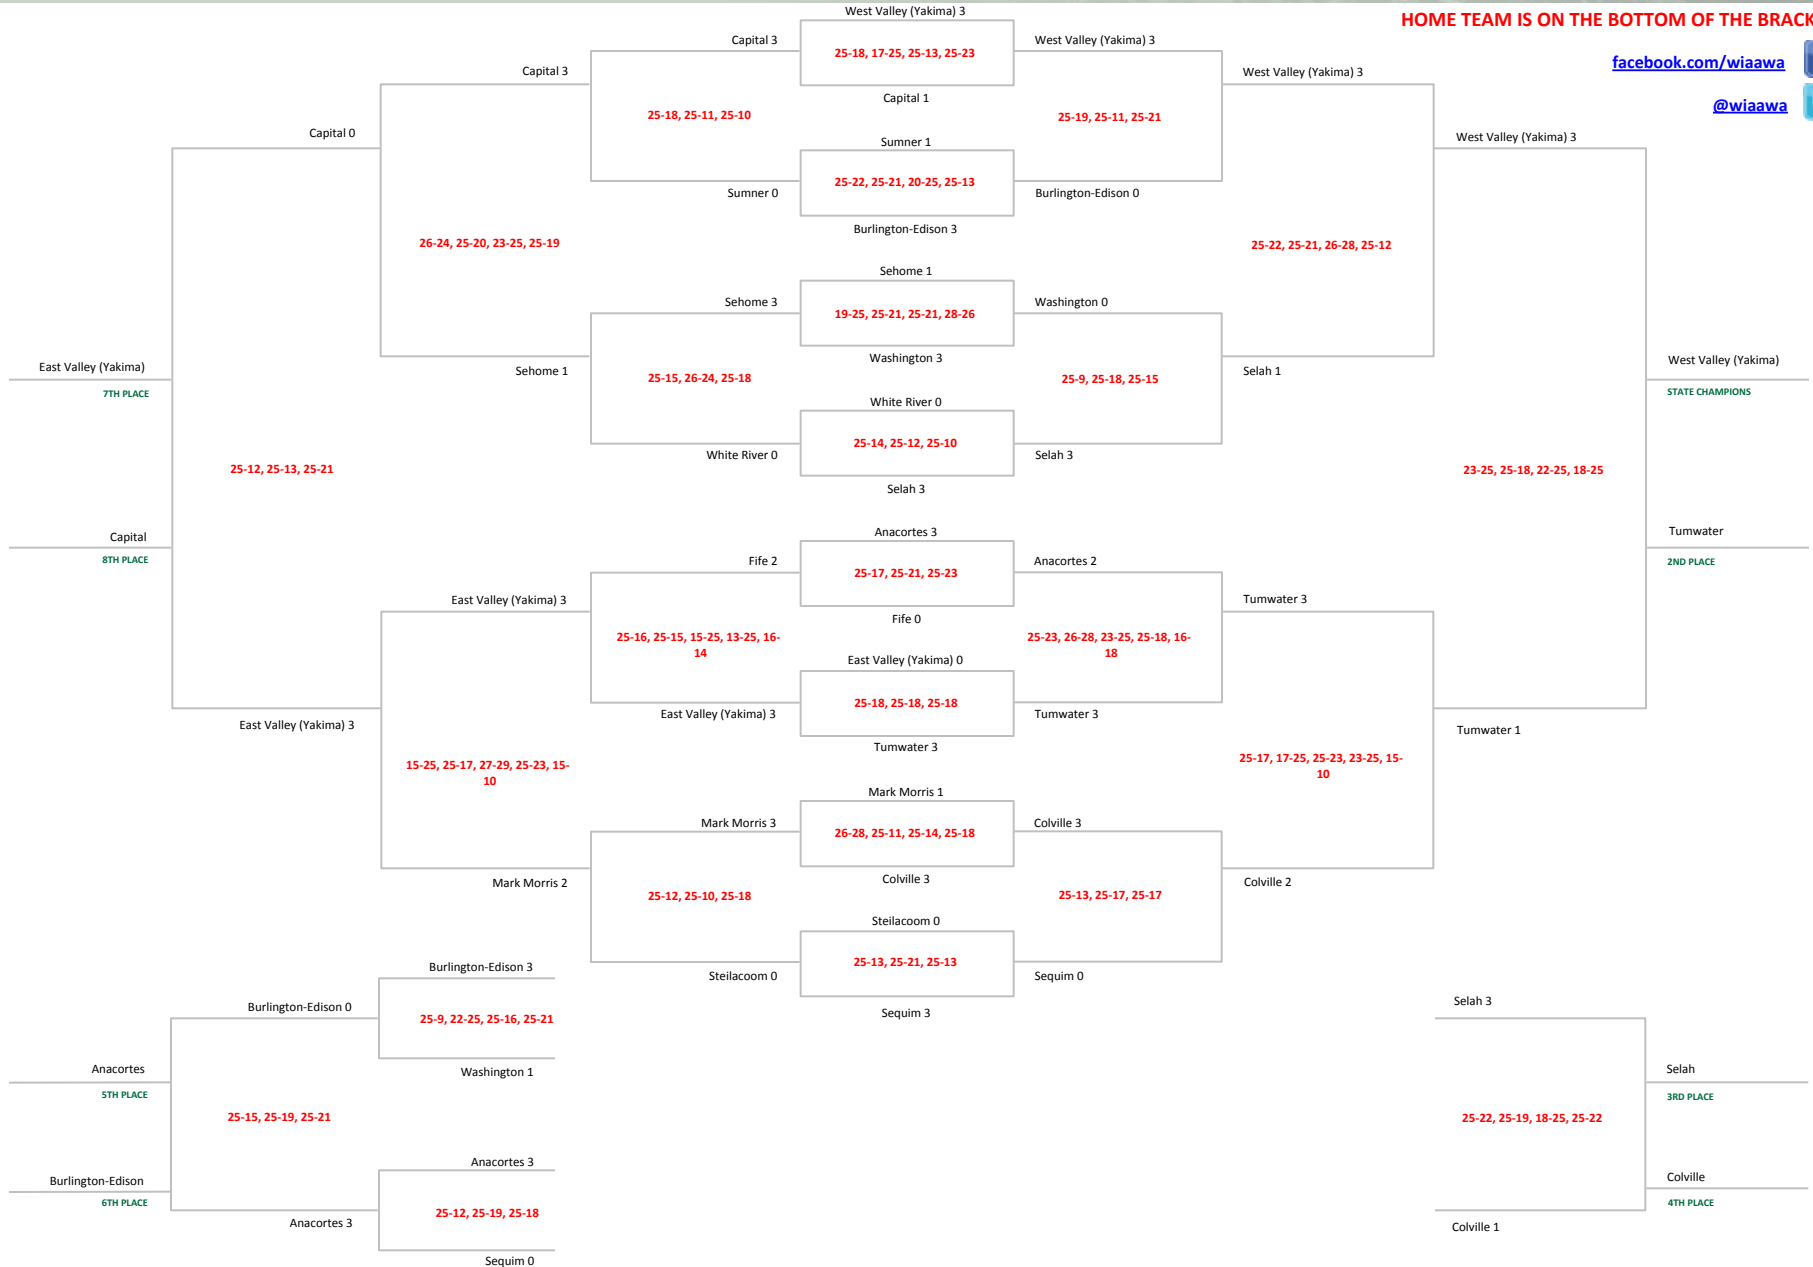 West Valley (Yakima) 3
HOME TEAM IS ON THE BOTTOM OF THE BRACK
Capital 3
25-18, 17-25, 25-13, 25-23
West Valley (Yakima) 3
facebook.com/wiaawa
Capital 3
West Valley (Yakima) 3
Capital 1
@wiaawa
25-18, 25-11, 25-10
25-19, 25-11, 25-21
Capital 0
West Valley (Yakima) 3
Sumner 1
Sumner 0
25-22, 25-21, 20-25, 25-13
Burlington-Edison 0
Burlington-Edison 3
26-24, 25-20, 23-25, 25-19
25-22, 25-21, 26-28, 25-12
Sehome 1
Sehome 3
19-25, 25-21, 25-21, 28-26
Washington 0
Washington 3
East Valley (Yakima)
Sehome 1
25-15, 26-24, 25-18
25-9, 25-18, 25-15
Selah 1
West Valley (Yakima)
7TH PLACE
STATE CHAMPIONS
White River 0
White River 0
25-14, 25-12, 25-10
Selah 3
25-12, 25-13, 25-21
23-25, 25-18, 22-25, 18-25
Selah 3
Capital
Anacortes 3
Tumwater
8TH PLACE
Fife 2
25-17, 25-21, 25-23
Anacortes 2
2ND PLACE
East Valley (Yakima) 3
Tumwater 3
Fife 0
25-16, 25-15, 15-25, 13-25, 16-
14
25-23, 26-28, 23-25, 25-18, 16-
18
East Valley (Yakima) 0
East Valley (Yakima) 3
25-18, 25-18, 25-18
Tumwater 3
East Valley (Yakima) 3
Tumwater 1
Tumwater 3
15-25, 25-17, 27-29, 25-23, 15-
10
25-17, 17-25, 25-23, 23-25, 15-
10
Mark Morris 1
Mark Morris 3
26-28, 25-11, 25-14, 25-18
Colville 3
Mark Morris 2
Colville 3
Colville 2
25-12, 25-10, 25-18
25-13, 25-17, 25-17
Steilacoom 0
Burlington-Edison 3
Steilacoom 0
25-13, 25-21, 25-13
Sequim 0
Burlington-Edison 0
Sequim 3
Selah 3
25-9, 22-25, 25-16, 25-21
Anacortes
Washington 1
Selah
5TH PLACE
3RD PLACE
25-15, 25-19, 25-21
25-22, 25-19, 18-25, 25-22
Anacortes 3
Burlington-Edison
Colville
6TH PLACE
4TH PLACE
Anacortes 3
25-12, 25-19, 25-18
Colville 1
Sequim 0